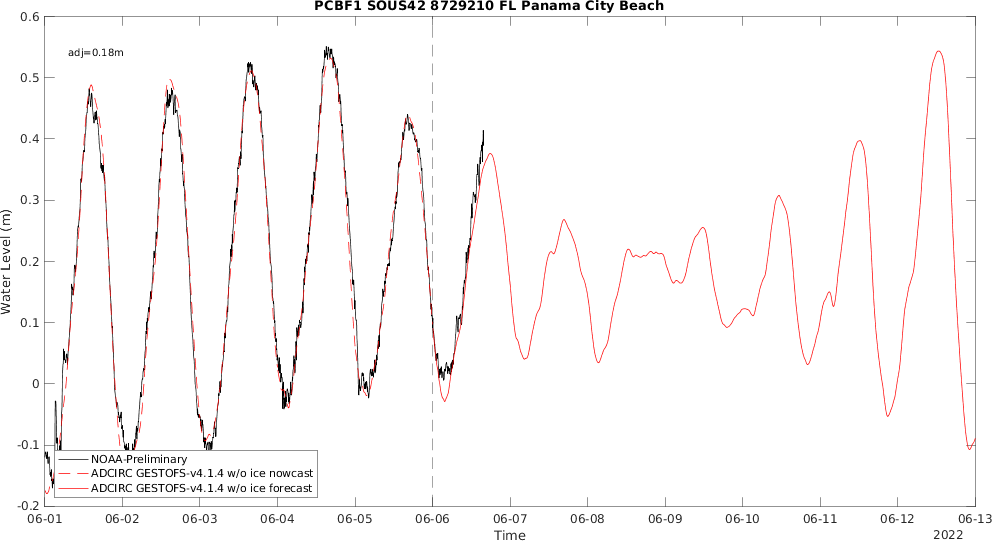 PCBF1 SOUS42 8729210 FL Panama City Beach
adj=0.18m
0.6
0.5
0.4
0.3
0.2
0.1
0
-0.1
-0.2
Water Level (m)
NOAA-Preliminary
ADCIRC GESTOFS-v4.1.4 w/o ice nowcast
ADCIRC GESTOFS-v4.1.4 w/o ice forecast
06-01 06-02 06-03 06-04 06-05 06-06 06-07 06-08 06-09 06-10 06-11 06-12 06-13
Time
2022